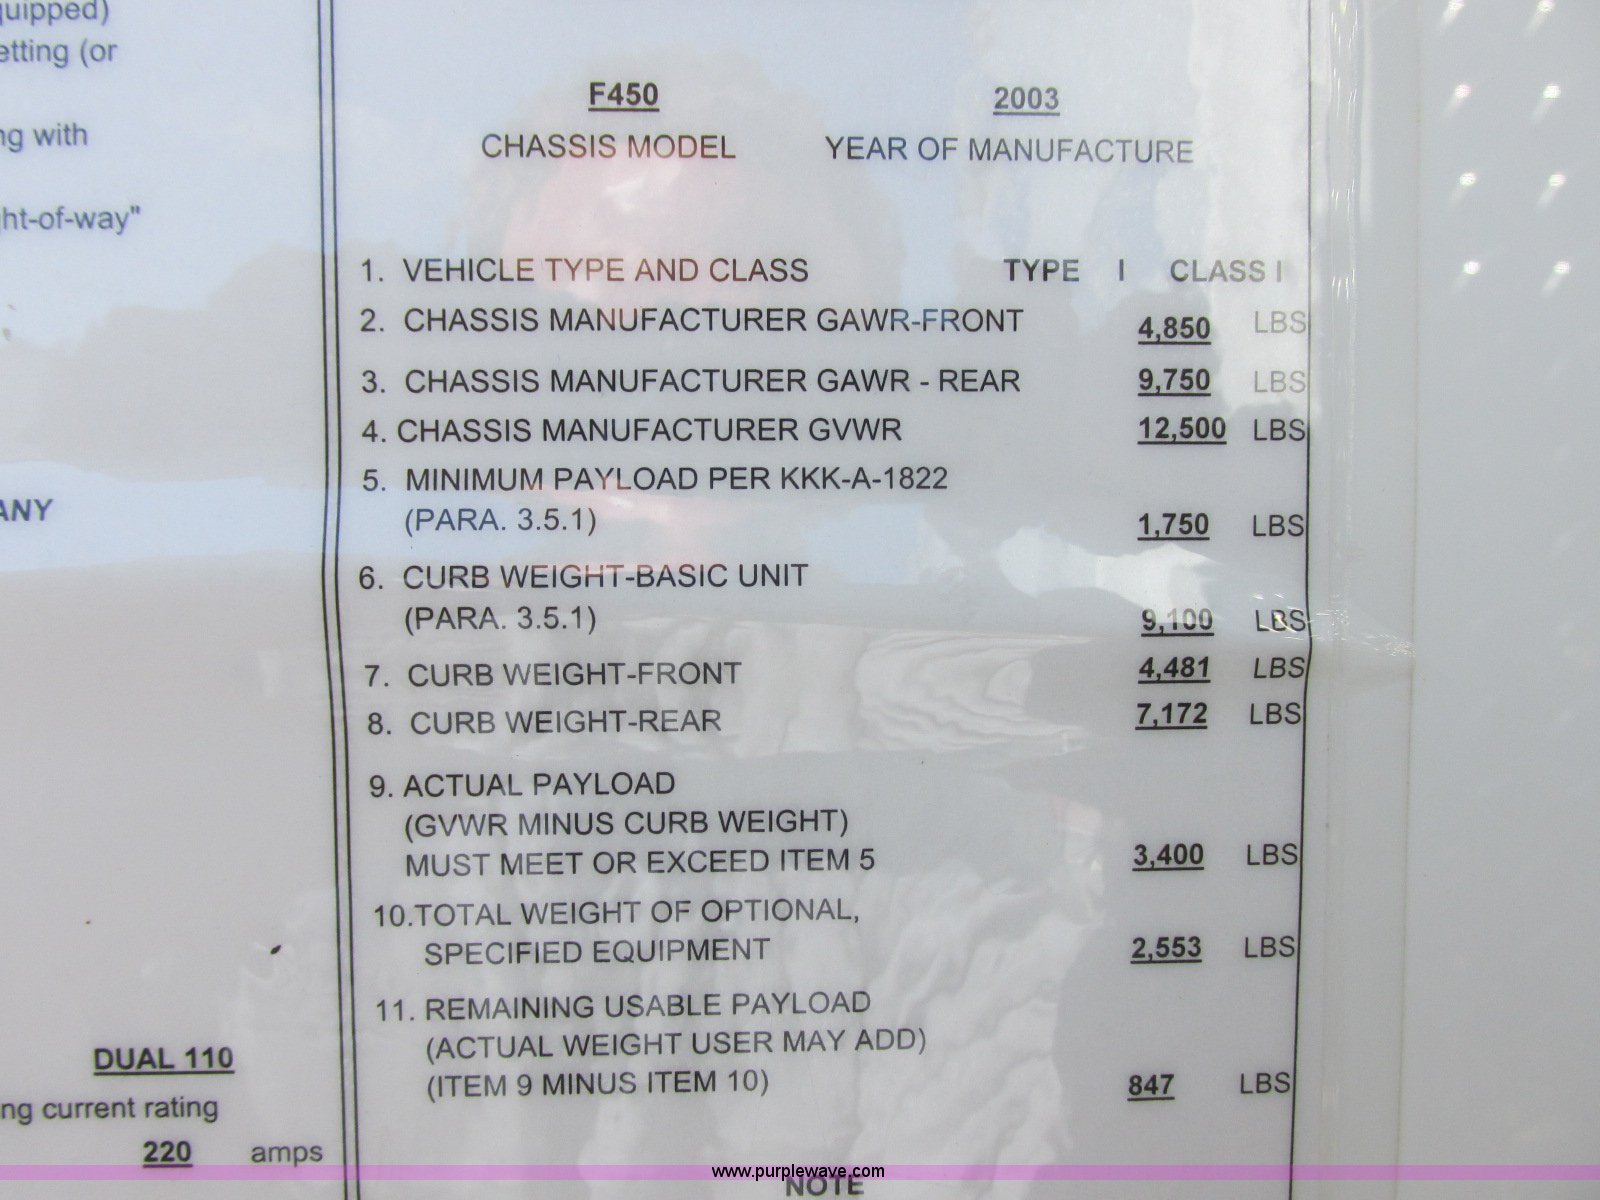 quipped)
etting (or
ng with
ght-of-way"
ANY
DUAL 110
ng current rating
220 amps
F450 2003
CHASSIS MODEL YEAR OF MANUFACTURE
1. VEHICLE TYPE AND CLASS TYPE I CLASS I
2. CHASSIS MANUFACTURER GAWR-FRONT 4,850 LBS
3. CHASSIS MANUFACTURER GAWR - REAR 9,750 LBS
4. CHASSIS MANUFACTURER GVWR 12,500 LBS
5. MINIMUM PAYLOAD PER KKK-A-1822
(PARA. 3.5.1) 1,750 LBS
6. CURB WEIGHT-BASIC UNIT
(PARA. 3.5.1) 9,100 LBS
7. CURB WEIGHT-FRONT 4,481 LBS
8. CURB WEIGHT-REAR 7,172 LBS
9. ACTUAL PAYLOAD
(GVWR MINUS CURB WEIGHT)
MUST MEET OR EXCEED ITEM 5 3,400 LBS
10.TOTAL WEIGHT OF OPTIONAL,
SPECIFIED EQUIPMENT 2,553 LBS
11. REMAINING USABLE PAYLOAD
(ACTUAL WEIGHT USER MAY ADD)
(ITEM 9 MINUS ITEM 10) 847 LBS
www.purplewave.com
NOTE